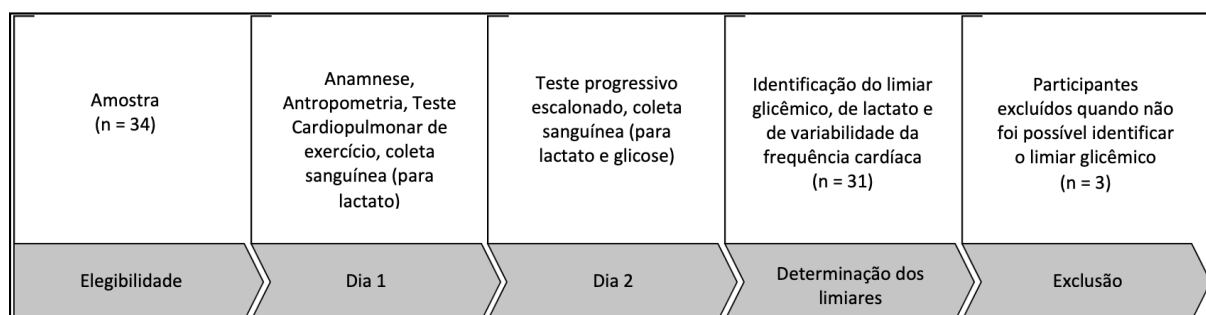 Amostra
(n = 34)
Anamnese,
Antropometria, Teste
Cardiopulmonar de
exercício, coleta
sanguínea (para
lactato)
Teste progressivo
escalonado, coleta
sanguínea (para
lactato e glicose)
Identificação do limiar
glicêmico, de lactato e
de variabilidade da
frequência cardíaca
(n = 31)
Participantes
excluídos quando não
foi possível identificar
o limiar glicêmico
(n = 3)
Elegibilidade
Dia 1
Dia 2
Determinação dos
limiares
Exclusão